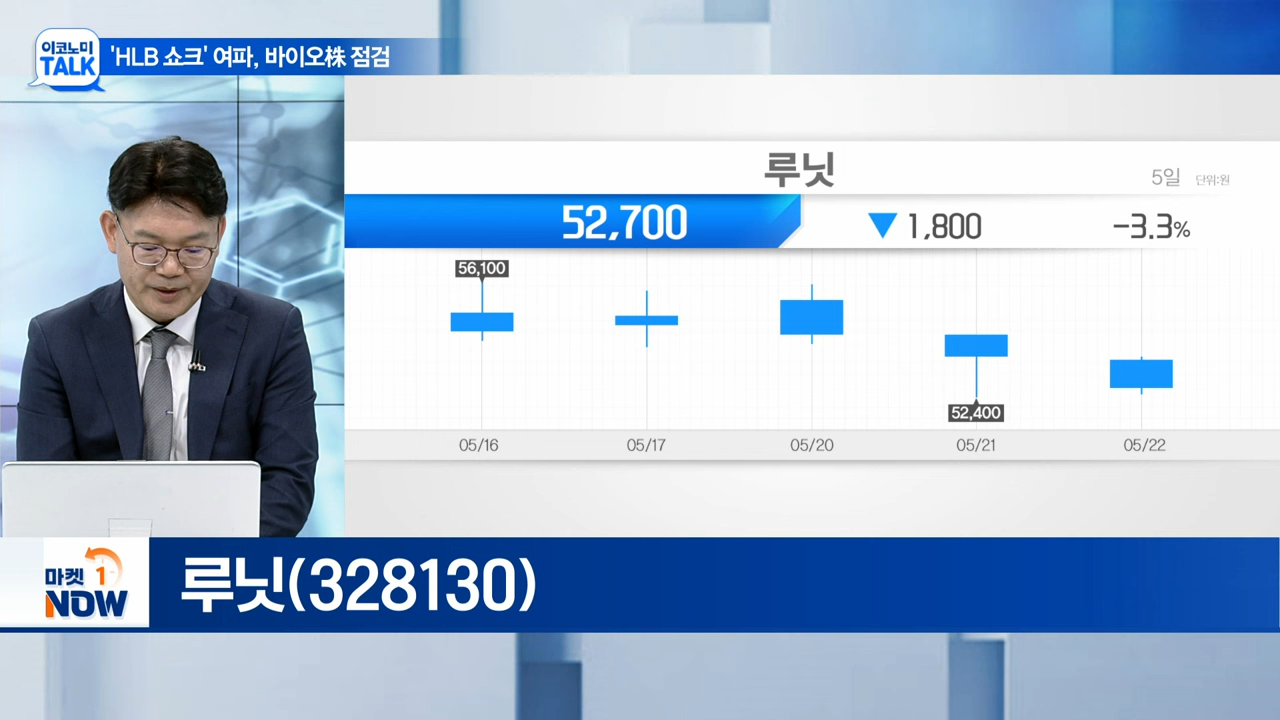 이코노미
TALK
'HLB 쇼크' 여파, 바이오株 점검
루닛
5일 단위:원
52,700 ▼ 1,800 -3.3%
56,100
52,400
05/16 05/17 05/20 05/21 05/22
마켓 1
NOW
루닛(328130)